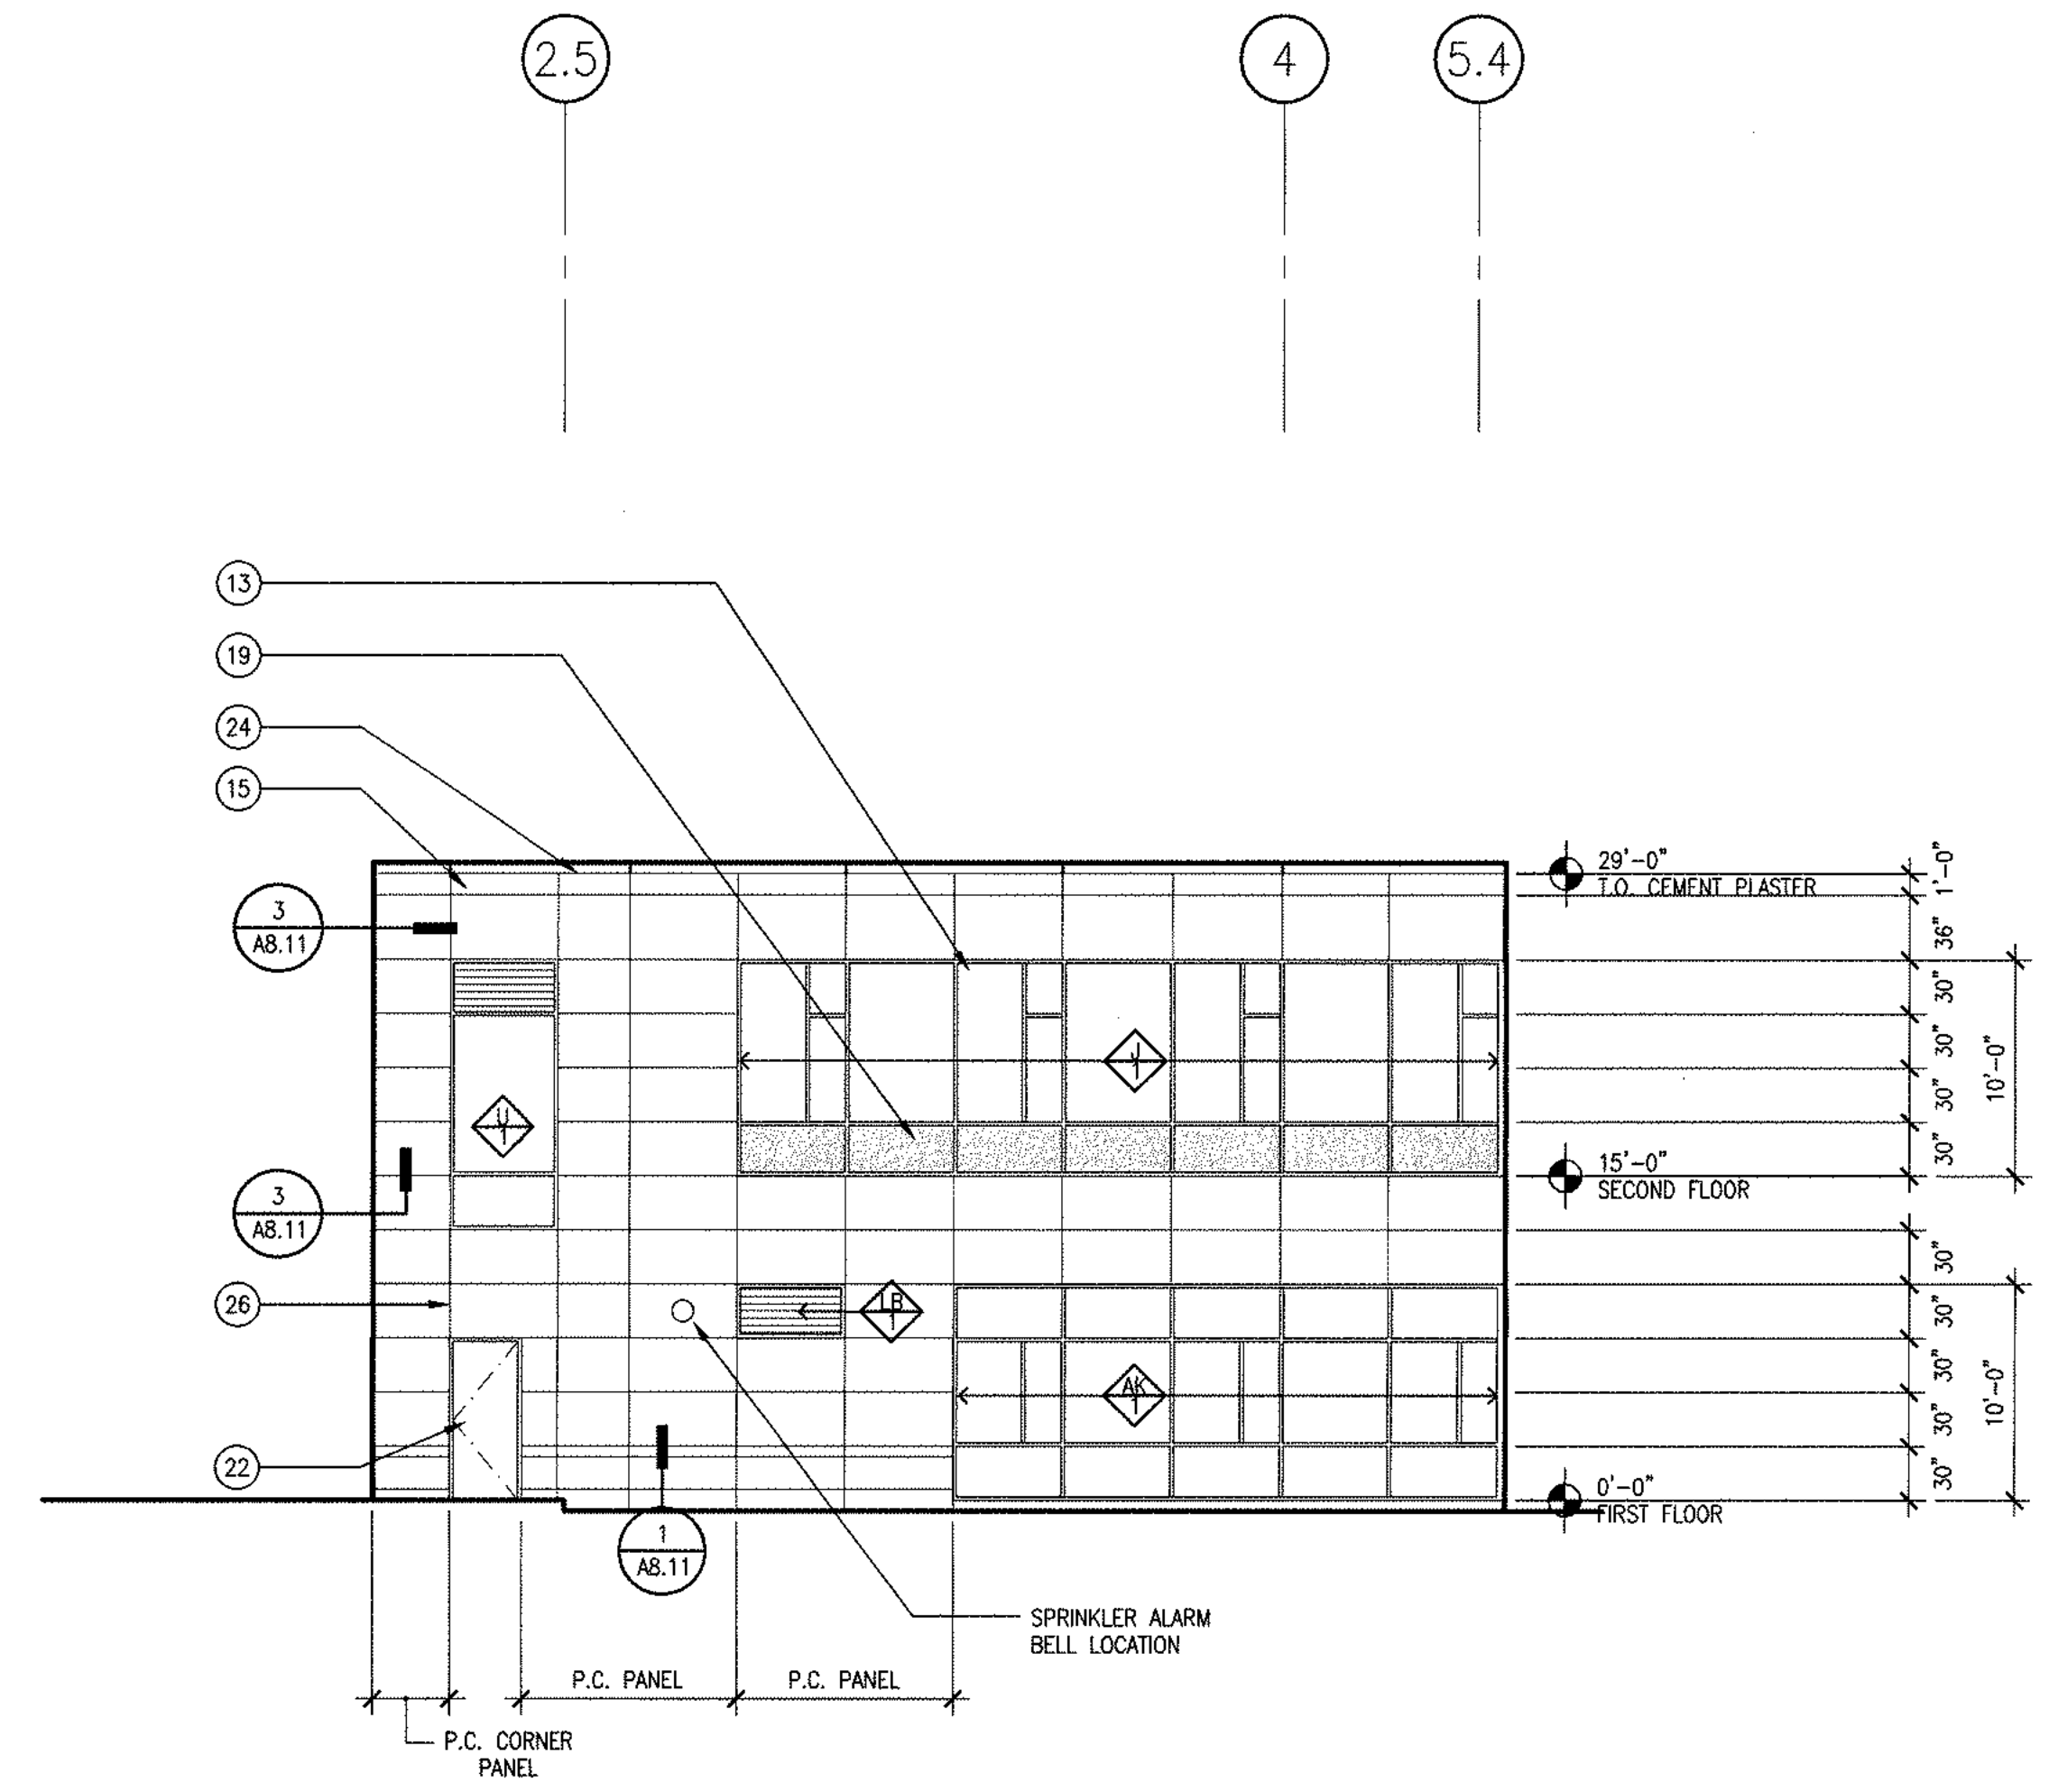 2.5
4
5.4
13
19
24
15
29'-0"
T.O. CEMENT PLASTER
1'-0"
3
A8.11
36"
30"
30"
10'-0"
30"
30"
U
1
1
15'-0"
SECOND FLOOR
3
A8.11
30"
26
LB
1
30"
30"
10'-0"
30"
30"
AK
1
22
0'-0"
FIRST FLOOR
1
A8.11
SPRINKLER ALARM
BELL LOCATION
P.C. PANEL
P.C. PANEL
P.C. CORNER
PANEL